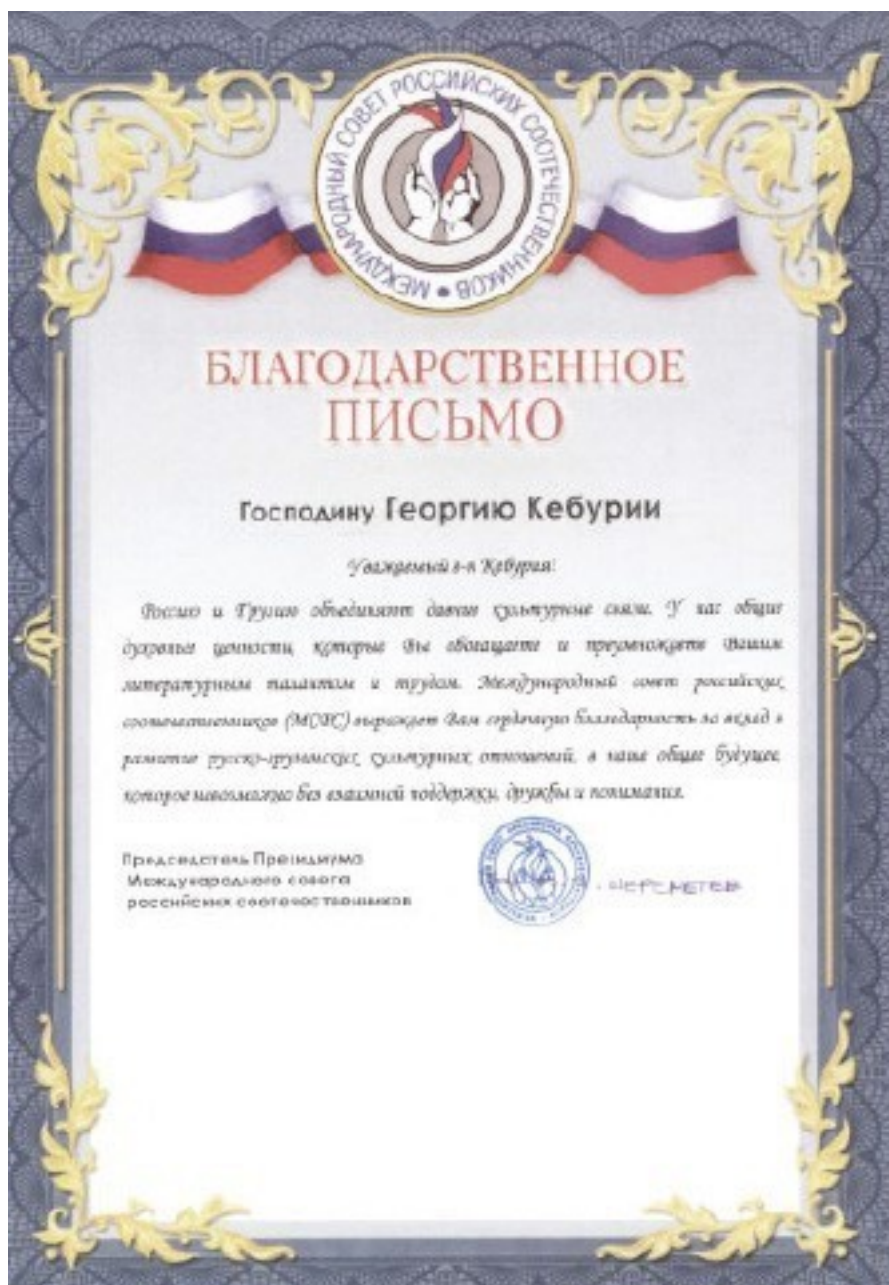 МЕЖДУНАРОДНЫЙ СОВЕТ РОССИЙСКИХ СООТЕЧЕСТВЕННИКОВ
БЛАГОДАРСТВЕННОЕ
ПИСЬМО
Господину Георгию Кебурии
Уважаемый г-н Кебурия!
Россию и Грузию объединяют давние культурные связи. У нас общие
духовные ценности, которые Вы обогащаете и преумножаете Вашим
литературным талантом и трудом. Международный совет российских
соотечественников (МСРС) выражает Вам сердечную благодарность за вклад в
развитие русско-грузинских культурных отношений, в наше общее будущее,
которое невозможно без взаимной поддержки, дружбы и понимания.
Председатель Президиума
Международного совета
российских соотечественников